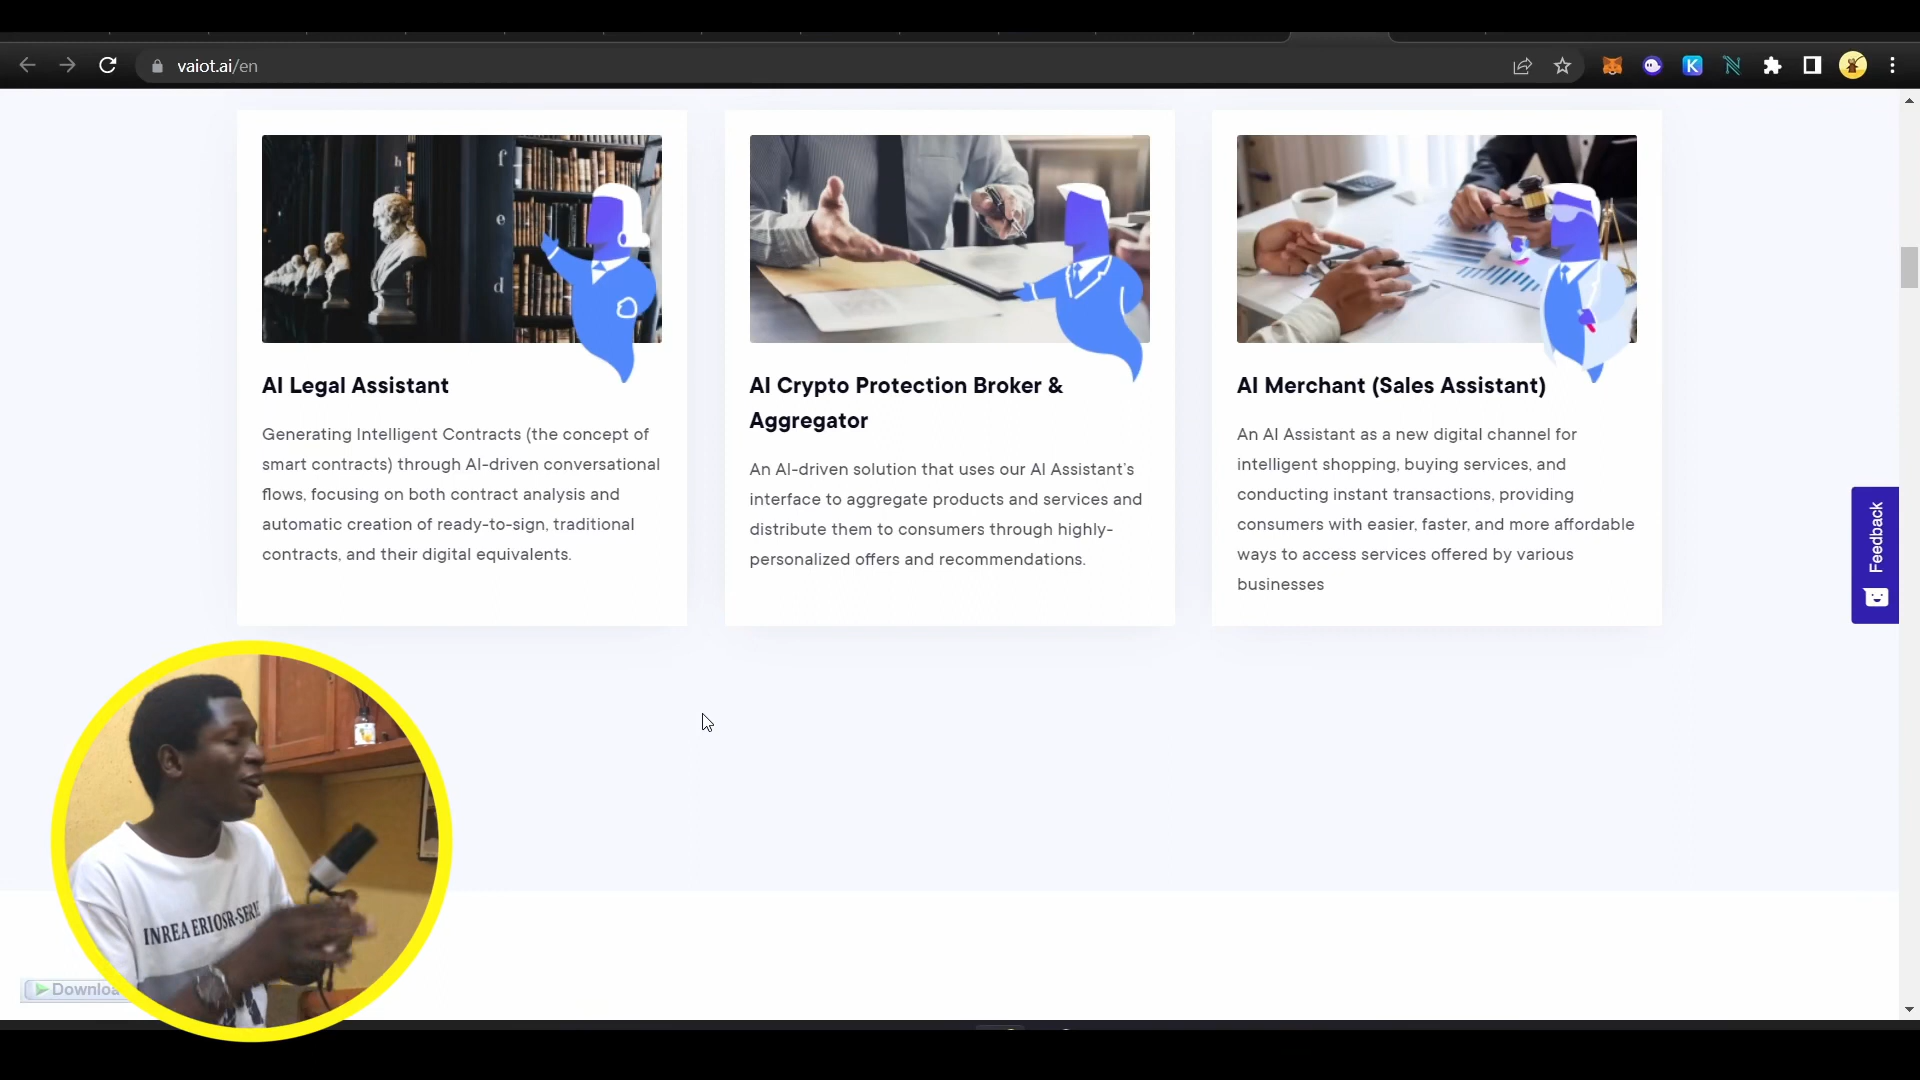 vaiot.ai/en
h
f
e
d
AI Legal Assistant
Generating Intelligent Contracts (the concept of
smart contracts) through AI-driven conversational
flows, focusing on both contract analysis and
automatic creation of ready-to-sign, traditional
contracts, and their digital equivalents.
AI Crypto Protection Broker &
Aggregator
An AI-driven solution that uses our AI Assistant's
interface to aggregate products and services and
distribute them to consumers through highly-
personalized offers and recommendations.
AI Merchant (Sales Assistant)
An AI Assistant as a new digital channel for
intelligent shopping, buying services, and
conducting instant transactions, providing
consumers with easier, faster, and more affordable
ways to access services offered by various
businesses
Feedback
K
N
INREA ERIOSR-SERIE
Downloa